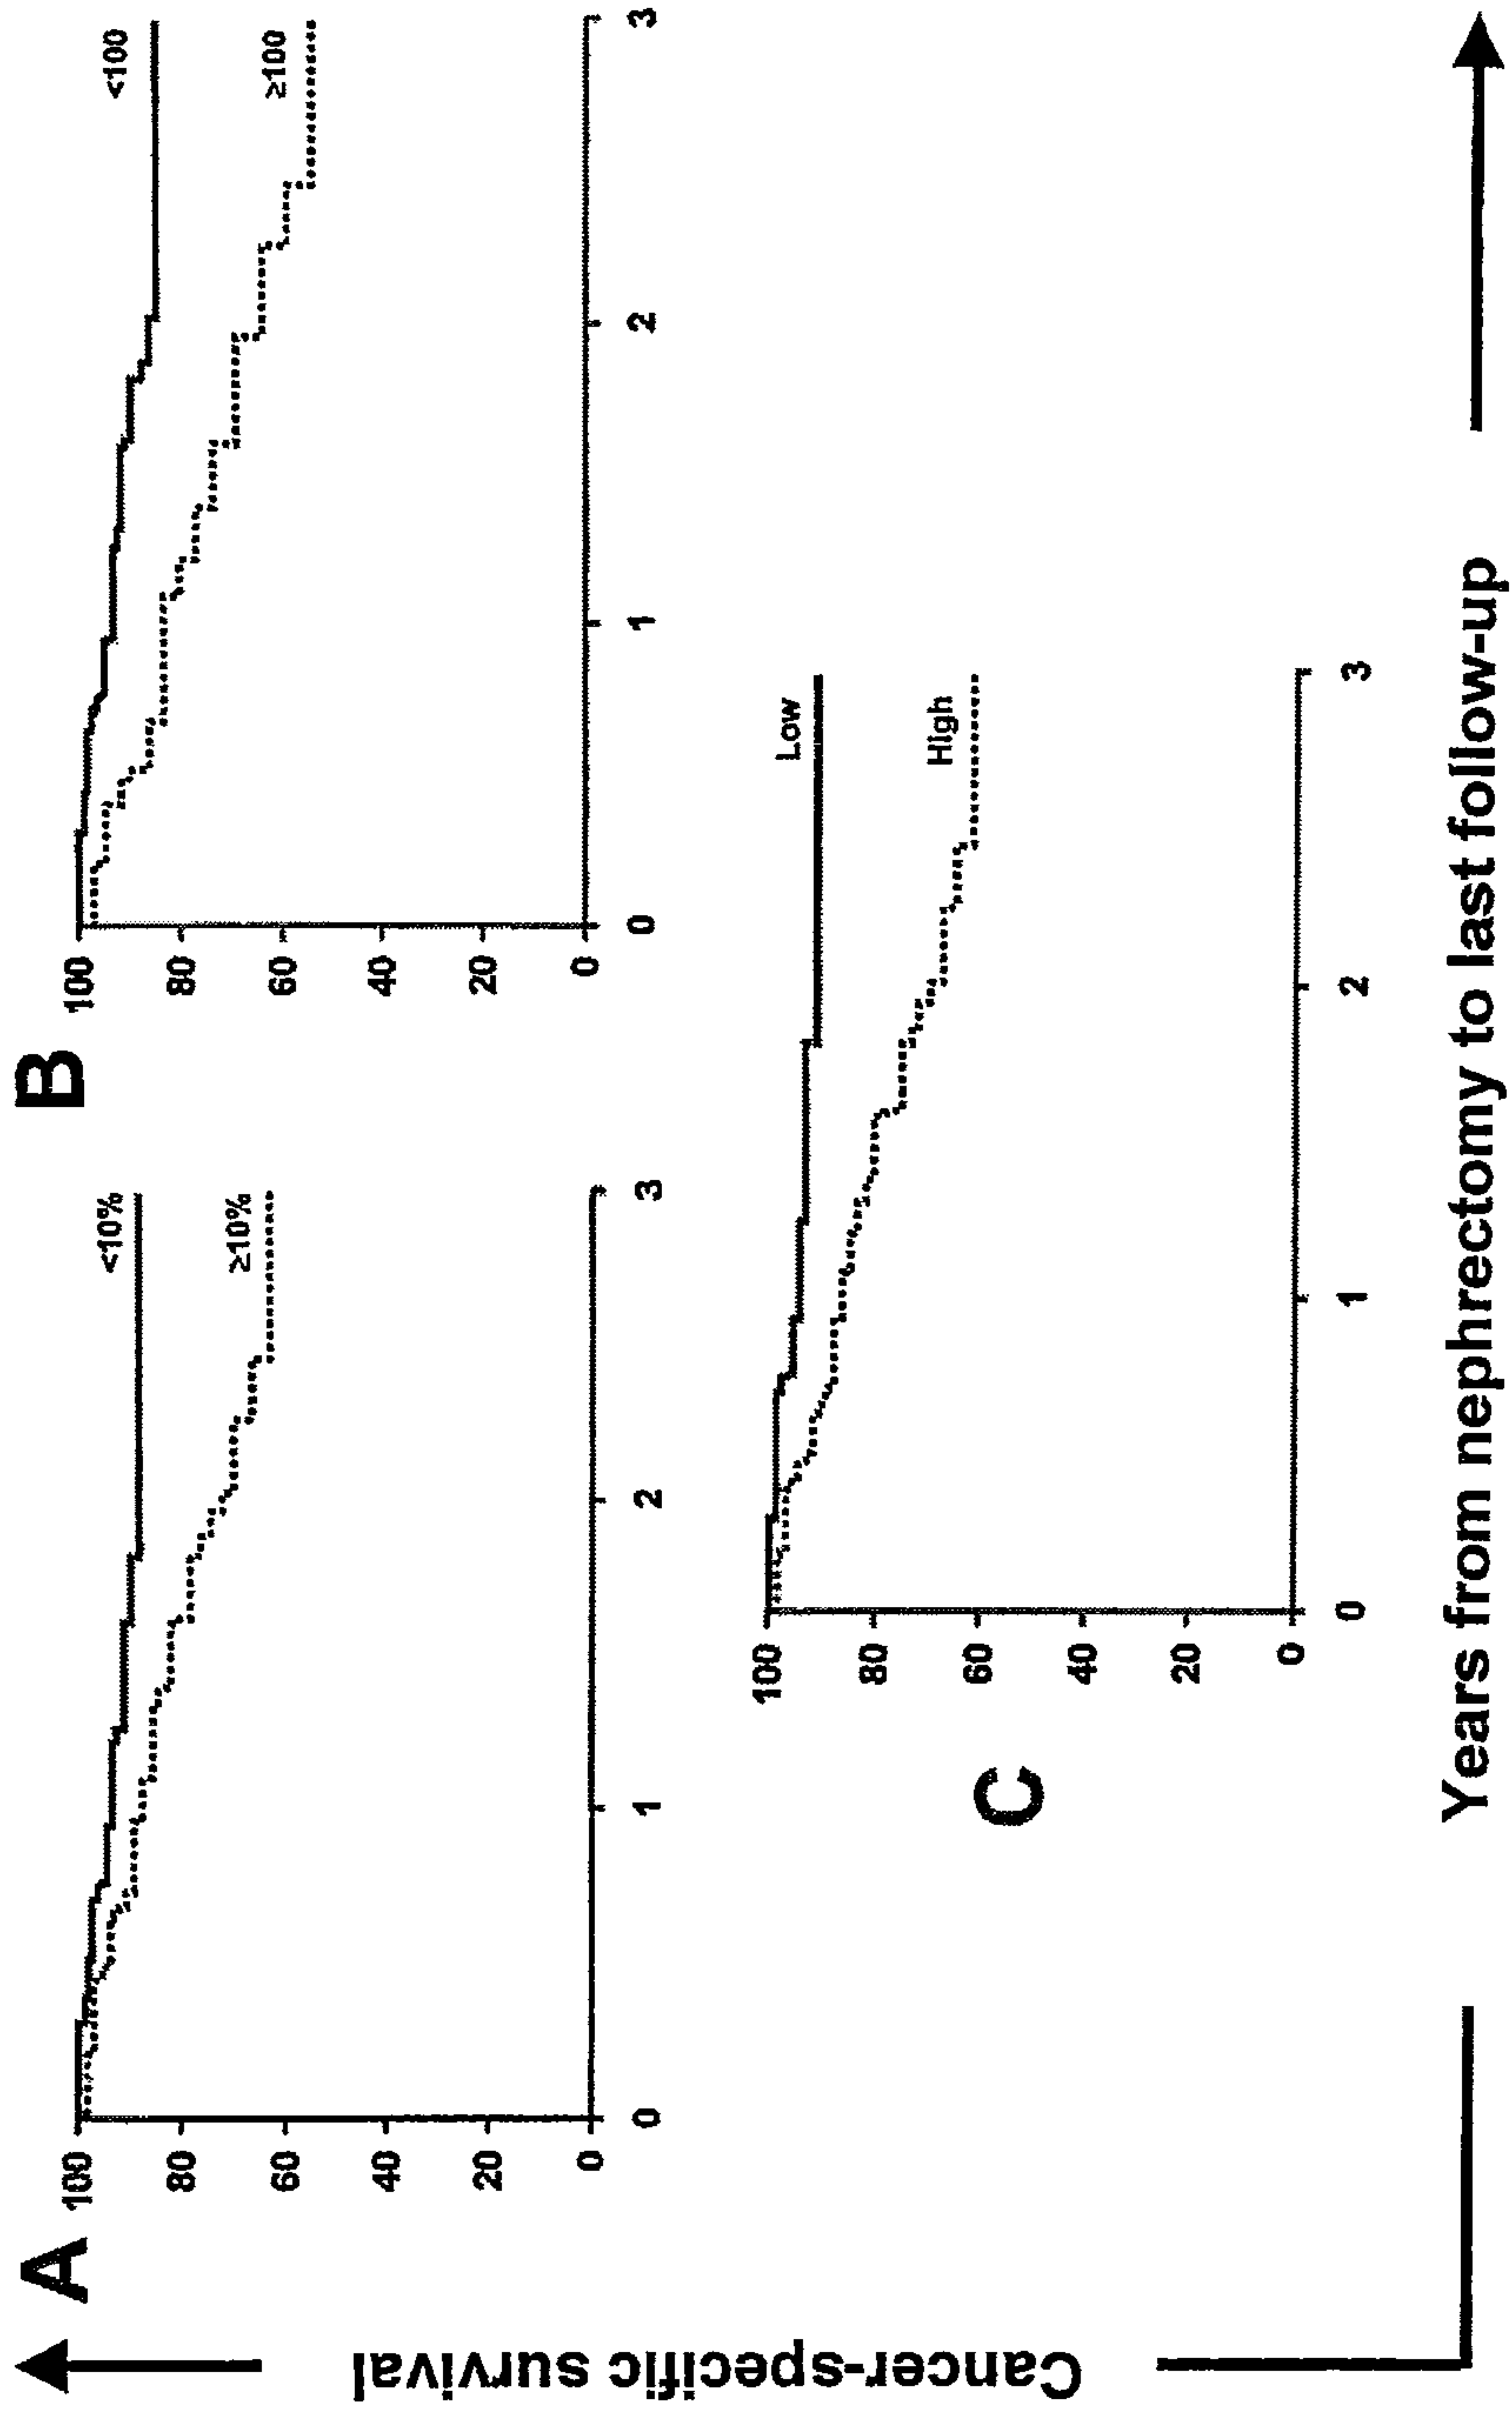 Cancer-specific survival
A
100
80
60
40
20
0
0 1 2 3
<10%
≥10%
B
100
80
60
40
20
0
0 1 2 3
<100
≥100
C
100
80
60
40
20
0
0 1 2 3
Low
High
Years from nephrectomy to last follow-up